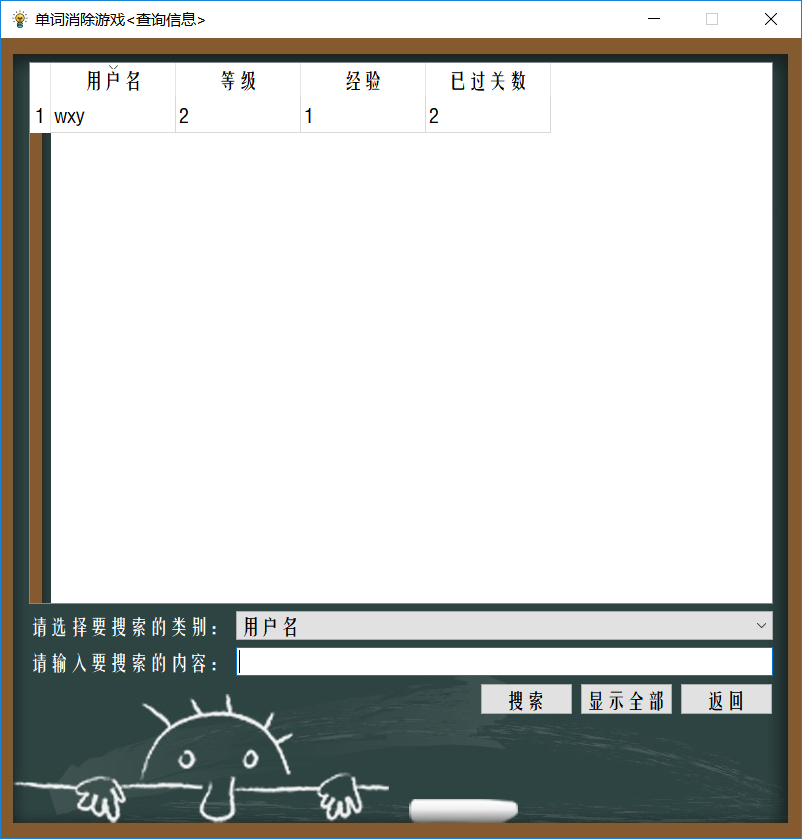 单词消除游戏<查询信息>
用户名 等级 经验 已过关数
1 wxy 2 1 2
请选择要搜索的类别： 用户名
请输入要搜索的内容：
搜索 显示全部 返回